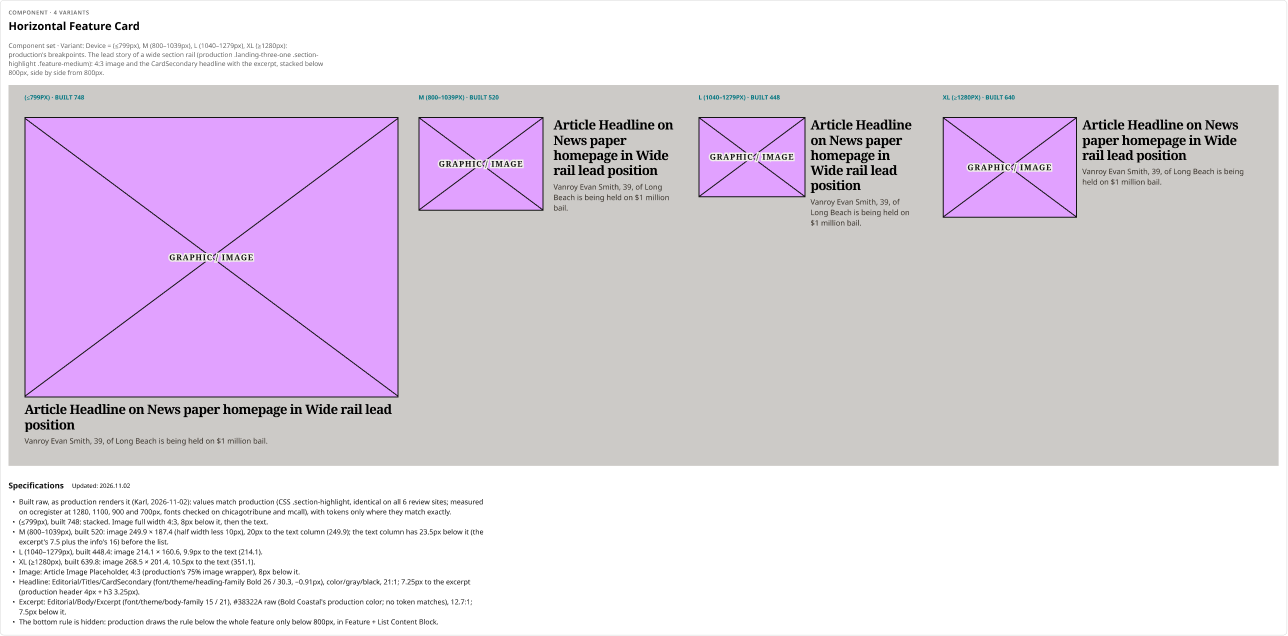 COMPONENT · 4 VARIANTS
Horizontal Feature Card
Component set · Variant: Device = (≤799px), M (800–1039px), L (1040–1279px), XL (≥1280px):
production's breakpoints. The lead story of a wide section rail (production .landing-three-one .section-
highlight .feature-medium): 4:3 image and the CardSecondary headline with the excerpt, stacked below
800px, side by side from 800px.
(≤799PX) · BUILT 748
GRAPHIC // IMAGE
Article Headline on News paper homepage in Wide rail lead
position
Vanroy Evan Smith, 39, of Long Beach is being held on $1 million bail.
M (800–1039PX) · BUILT 520
GRAPHIC // IMAGE
Article Headline on
News paper
homepage in Wide
rail lead position
Vanroy Evan Smith, 39, of Long
Beach is being held on $1 million
bail.
L (1040–1279PX) · BUILT 448
GRAPHIC // IMAGE
Article Headline
on News paper
homepage in
Wide rail lead
position
Vanroy Evan Smith, 39, of
Long Beach is being held on
$1 million bail.
XL (≥1280PX) · BUILT 640
GRAPHIC // IMAGE
Article Headline on News
paper homepage in Wide
rail lead position
Vanroy Evan Smith, 39, of Long Beach is being
held on $1 million bail.
Specifications Updated: 2026.11.02
• Built raw, as production renders it (Karl, 2026-11-02): values match production (CSS .section-highlight, identical on all 6 review sites; measured
on ocregister at 1280, 1100, 900 and 700px, fonts checked on chicagotribune and mcall), with tokens only where they match exactly.
• (≤799px), built 748: stacked. Image full width 4:3, 8px below it, then the text.
• M (800–1039px), built 520: image 249.9 × 187.4 (half width less 10px), 20px to the text column (249.9); the text column has 23.5px below it (the
excerpt's 7.5 plus the info's 16) before the list.
• L (1040–1279px), built 448.4: image 214.1 × 160.6, 9.9px to the text (214.1).
• XL (≥1280px), built 639.8: image 268.5 × 201.4, 10.5px to the text (351.1).
• Image: Article Image Placeholder, 4:3 (production's 75% image wrapper), 8px below it.
• Headline: Editorial/Titles/CardSecondary (font/theme/heading-family Bold 26 / 30.3, –0.91px), color/gray/black, 21:1; 7.25px to the excerpt
(production header 4px + h3 3.25px).
• Excerpt: Editorial/Body/Excerpt (font/theme/body-family 15 / 21), #38322A raw (Bold Coastal's production color; no token matches), 12.7:1;
7.5px below it.
• The bottom rule is hidden: production draws the rule below the whole feature only below 800px, in Feature + List Content Block.